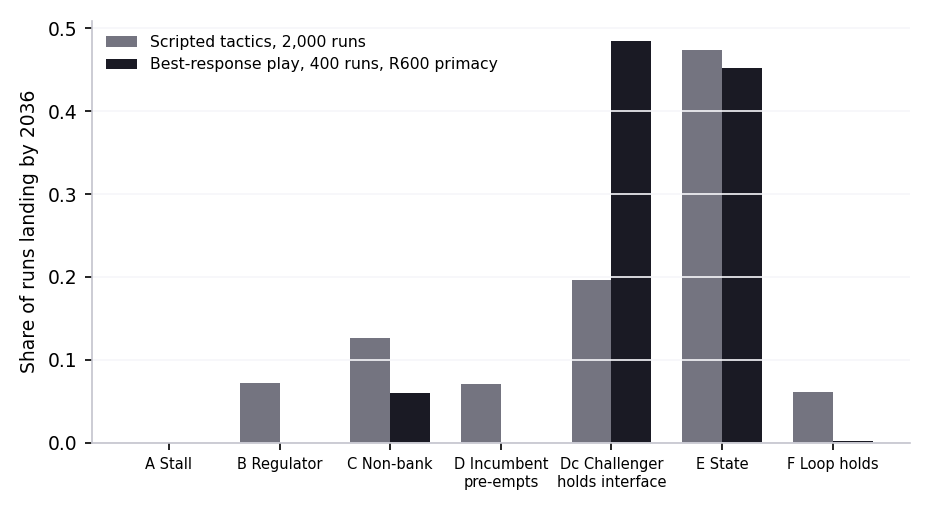 Scripted tactics, 2,000 runs
Best-response play, 400 runs, R600 primacy
Share of runs landing by 2036
0.5
0.4
0.3
0.2
0.1
0.0
A Stall
B Regulator
C Non-bank
D Incumbent
pre-empts
Dc Challenger
holds interface
E State
F Loop holds